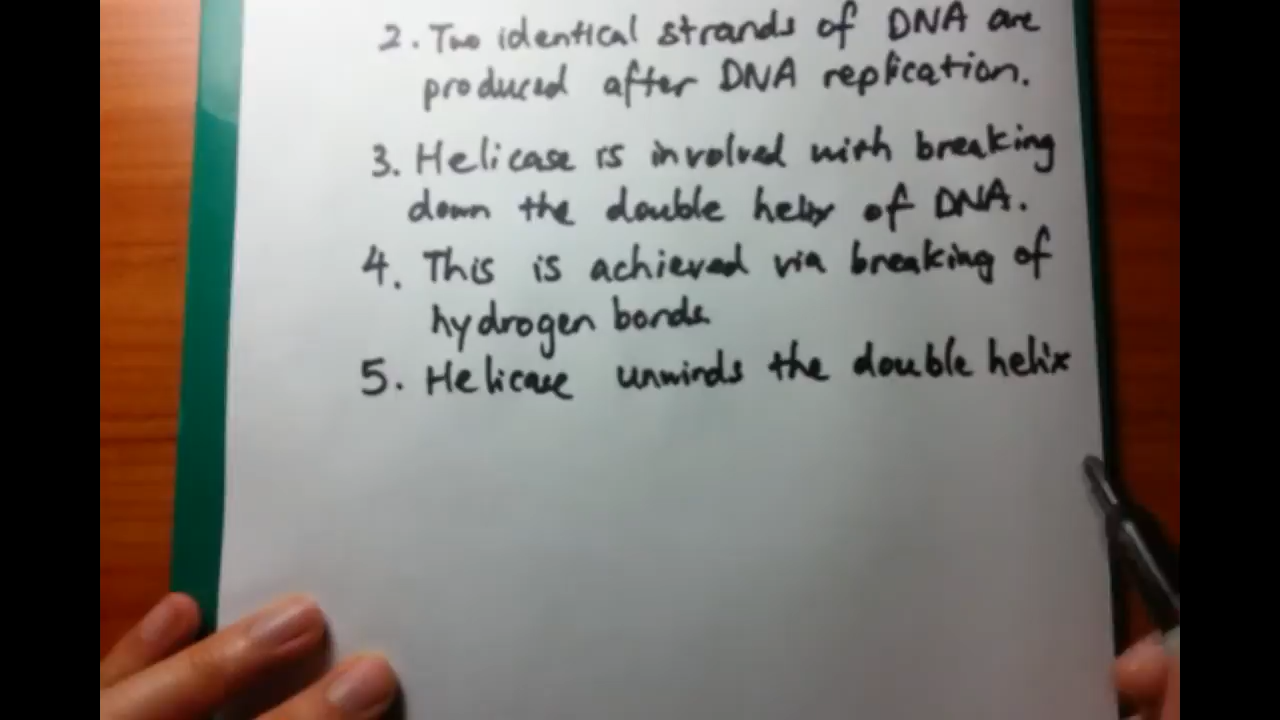 2. Two identical strands of DNA are
produced after DNA replication.
3. Helicase is involved with breaking
down the double helix of DNA.
4. This is achieved via breaking of
hydrogen bonds
5. Helicase unwinds the double helix